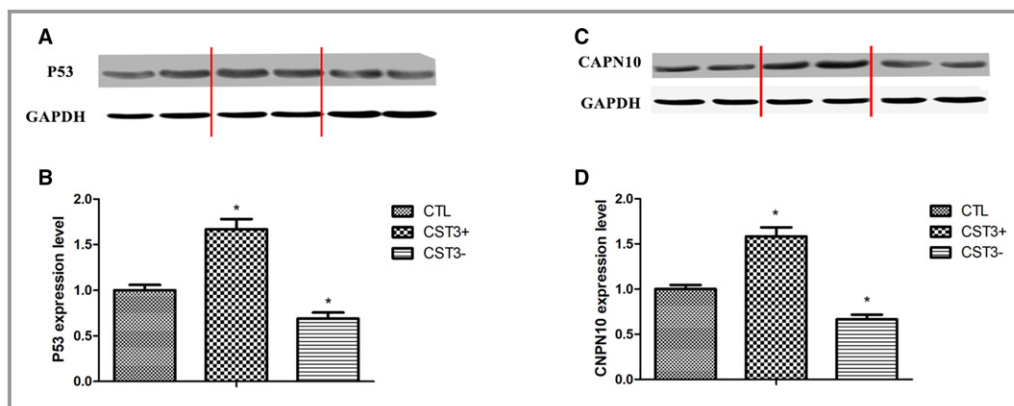 A
P53
GAPDH
B
P53 expression level
2.0
1.5
1.0
0.5
0.0
*
*
CTL
CST3+
CST3-
C
CAPN10
GAPDH
D
CNPN10 expression level
2.0
1.5
1.0
0.5
0.0
*
*
CTL
CST3+
CST3-